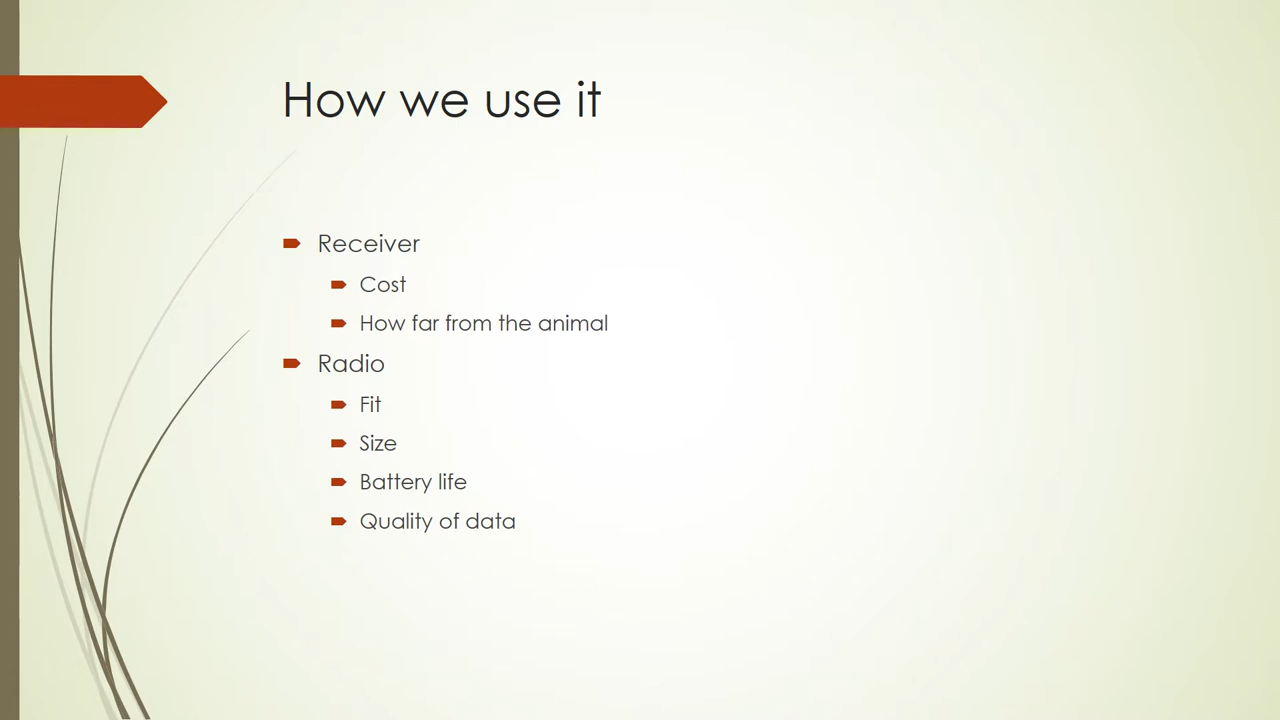 How we use it
Receiver
Cost
How far from the animal
Radio
Fit
Size
Battery life
Quality of data